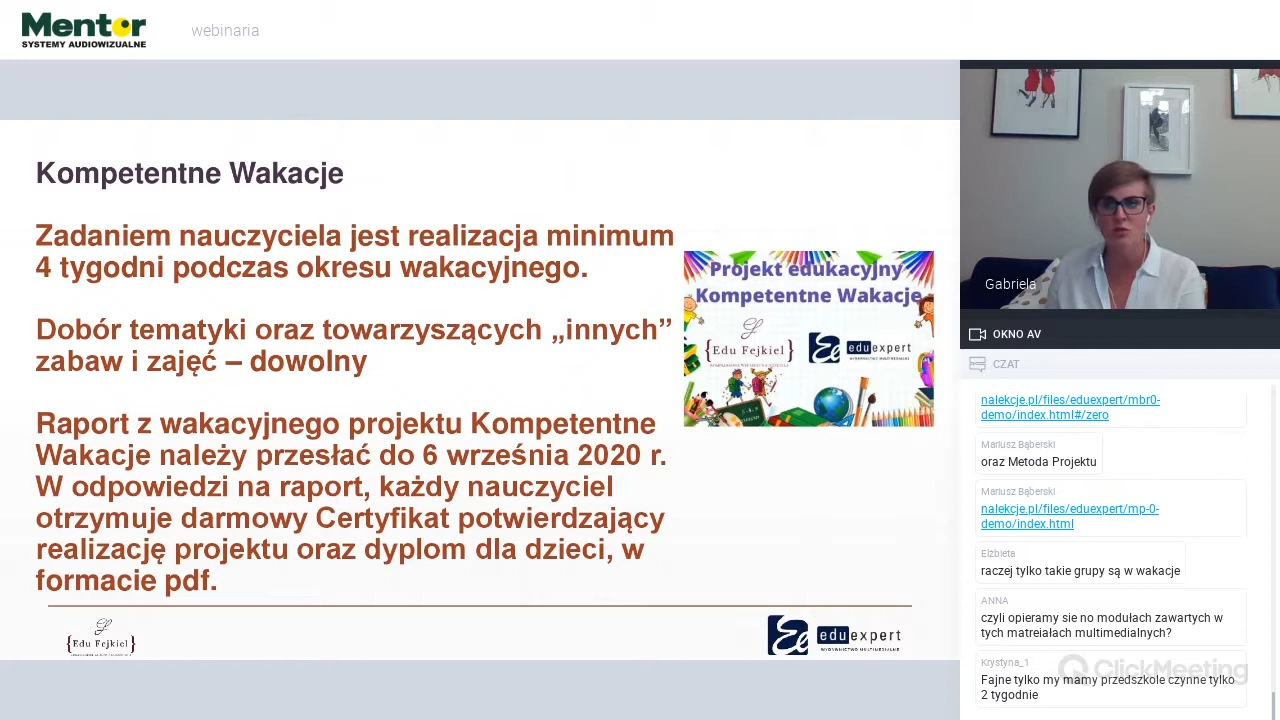 Mentor
SYSTEMY AUDIOWIZUALNE
webinaria
Kompetentne Wakacje
Zadaniem nauczyciela jest realizacja minimum
4 tygodni podczas okresu wakacyjnego.
Dobór tematyki oraz towarzyszących „innych”
zabaw i zajęć – dowolny
Raport z wakacyjnego projektu Kompetentne
Wakacje należy przesłać do 6 września 2020 r.
W odpowiedzi na raport, każdy nauczyciel
otrzymuje darmowy Certyfikat potwierdzający
realizację projektu oraz dyplom dla dzieci, w
formacie pdf.
Projekt edukacyjny
Kompetentne Wakacje
Edu Fejkiel
Ee eduexpert
WYDAWNICTWO MULTIMEDIALNE
Edu Fejkiel
Ee eduexpert
WYDAWNICTWO MULTIMEDIALNE
Gabriela
OKNO AV
CZAT
nalekcje.pl/files/eduexpert/mbr0-
demo/index.html#/zero
Mariusz Bąberski
oraz Metoda Projektu
Mariusz Bąberski
nalekcje.pl/files/eduexpert/mp-0-
demo/index.html
Elżbieta
raczej tylko takie grupy są w wakacje
ANNA
czyli opieramy sie no modułach zawartych w
tych matreiałach multimedialnych?
Krystyna_1
Fajne tylko my mamy przedszkole czynne tylko
2 tygodnie
ClickMeeting